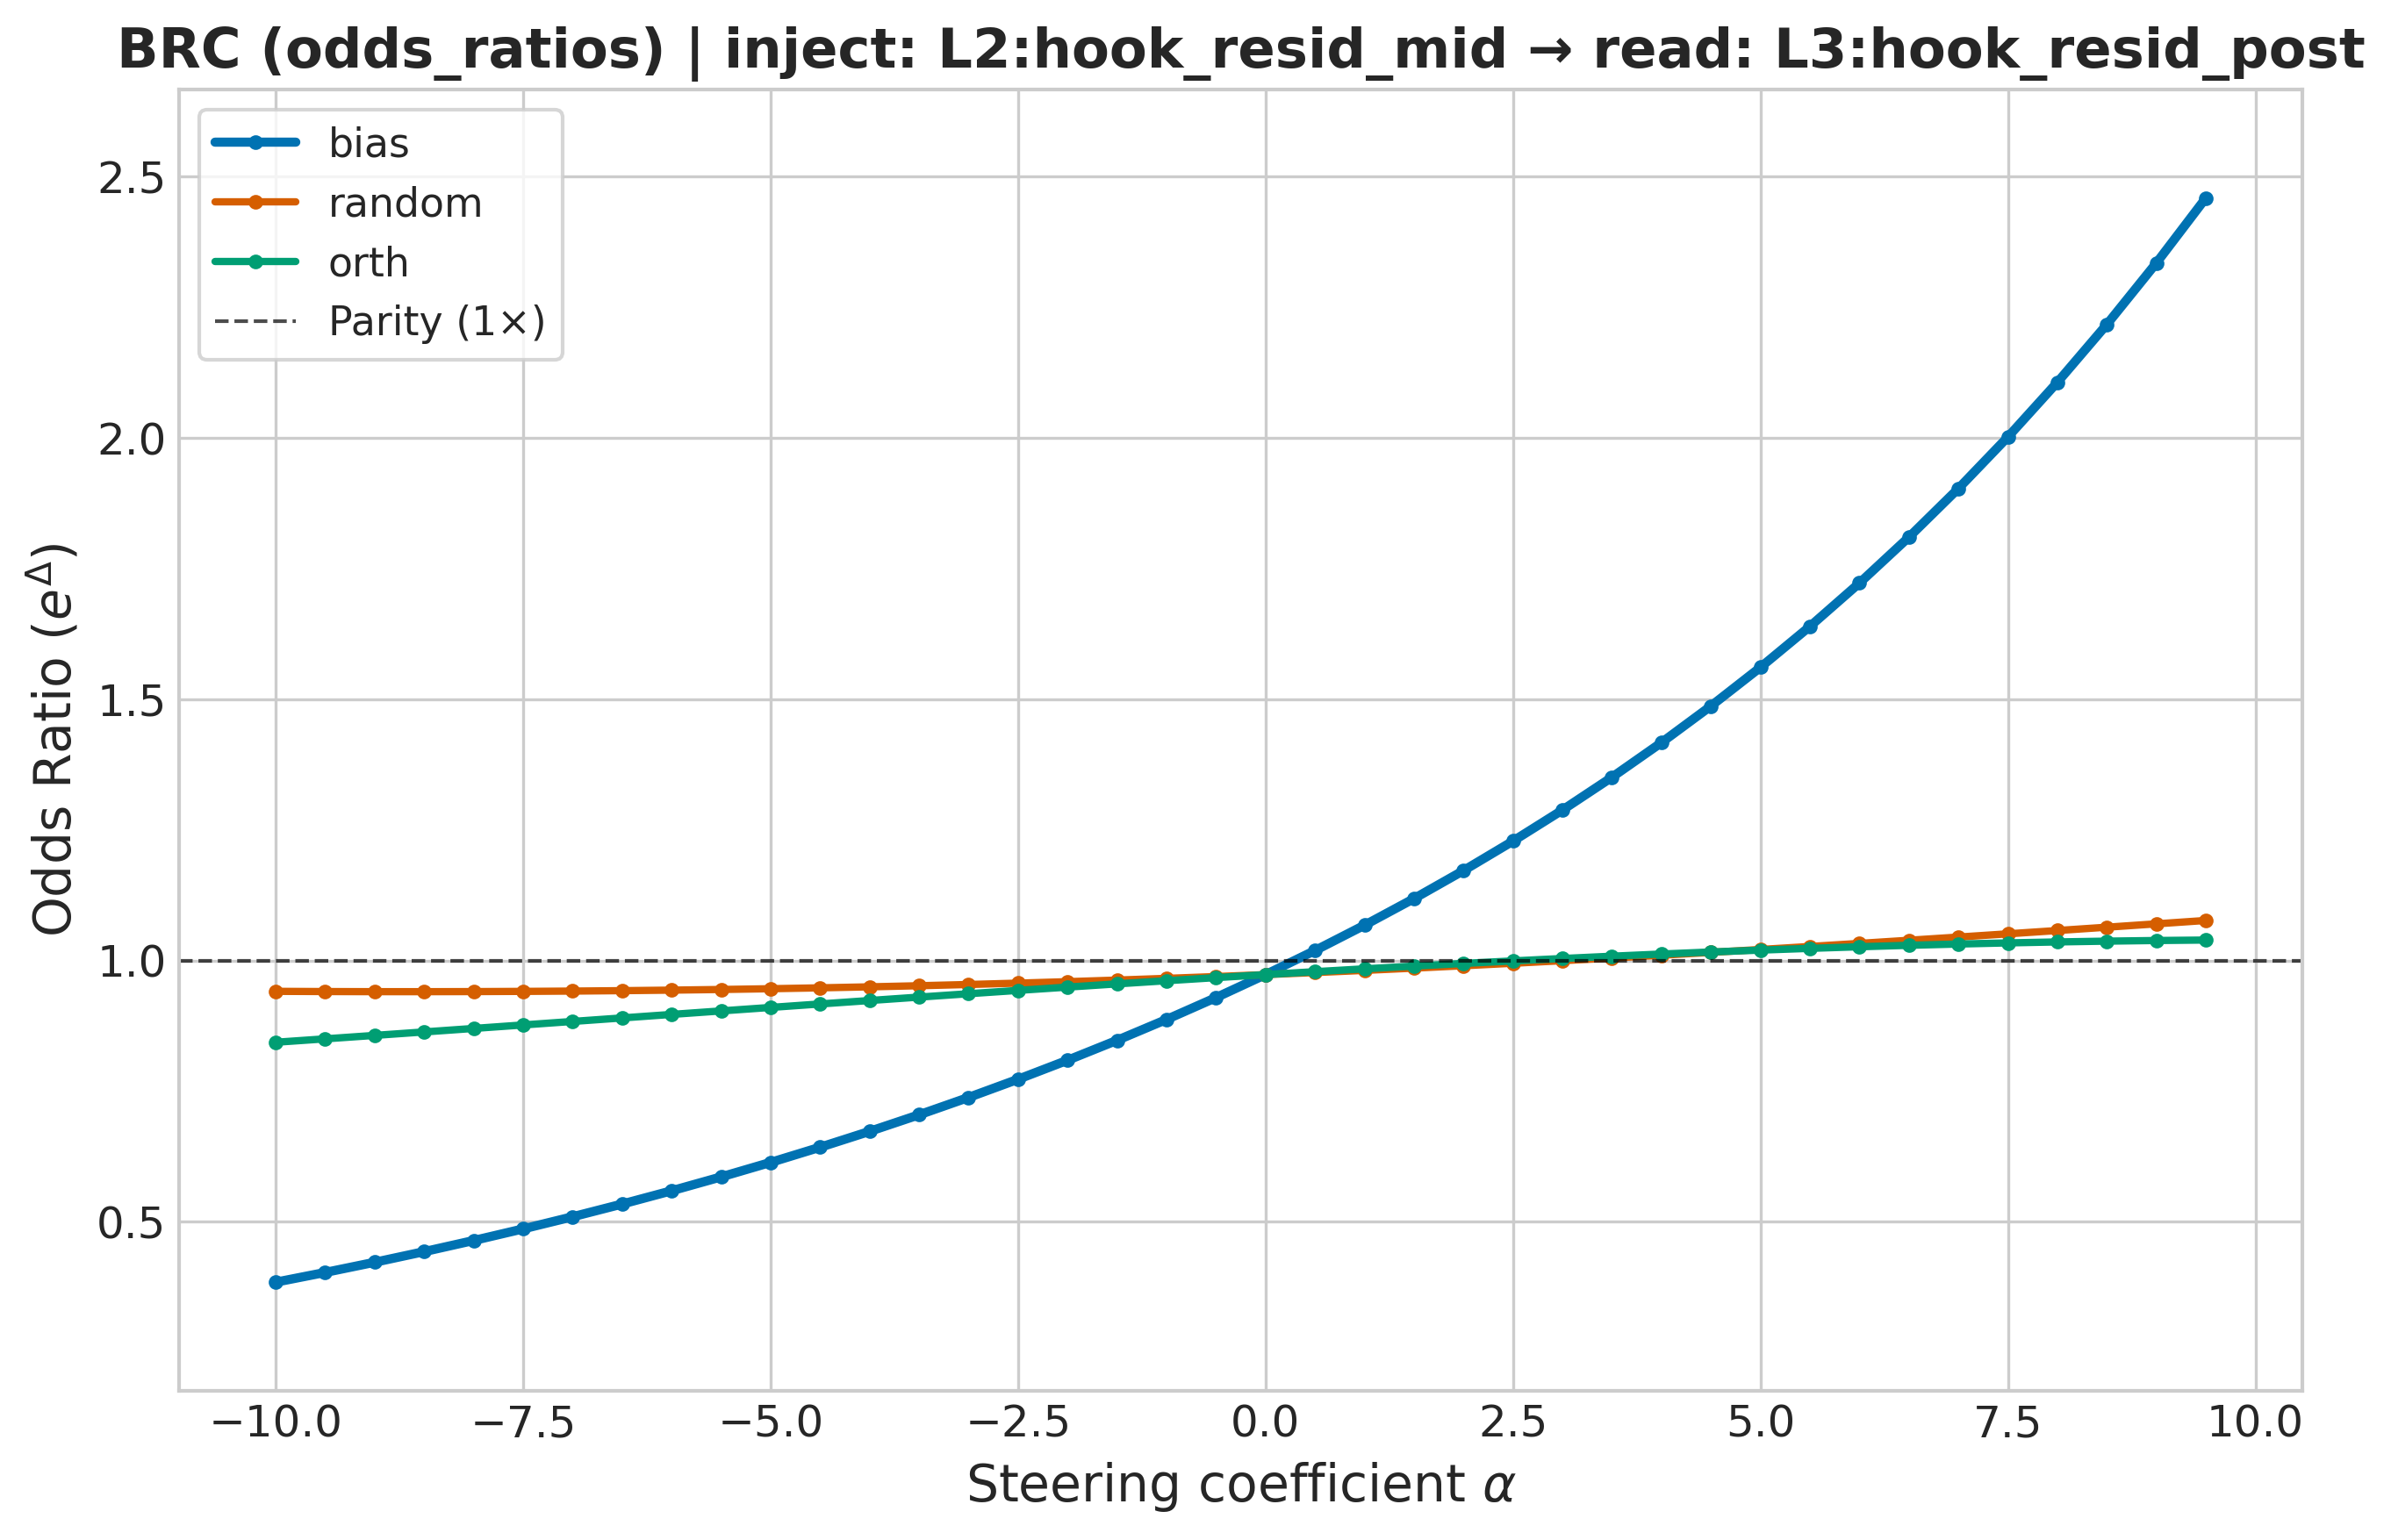 BRC (odds_ratios) | inject: L2:hook_resid_mid → read: L3:hook_resid_post
bias
random
orth
Parity (1×)
Odds Ratio (e^Δ)
2.5
2.0
1.5
1.0
0.5
−10.0 −7.5 −5.0 −2.5 0.0 2.5 5.0 7.5 10.0
Steering coefficient α